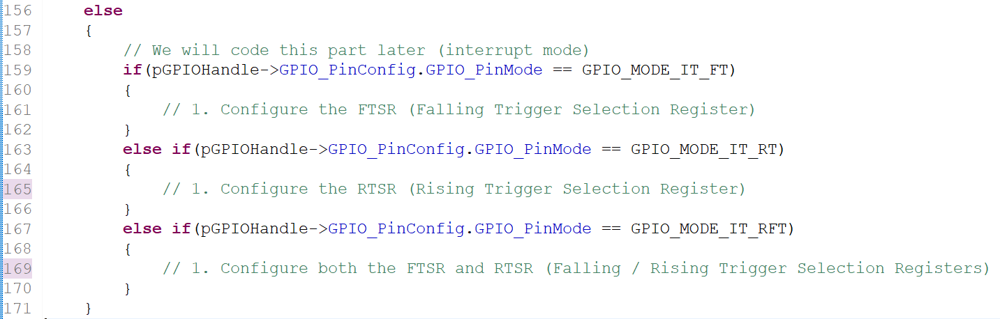 156 else
157 {
158 // We will code this part later (interrupt mode)
159 if(pGPIOHandle->GPIO_PinConfig.GPIO_PinMode == GPIO_MODE_IT_FT)
160 {
161 // 1. Configure the FTSR (Falling Trigger Selection Register)
162 }
163 else if(pGPIOHandle->GPIO_PinConfig.GPIO_PinMode == GPIO_MODE_IT_RT)
164 {
165 // 1. Configure the RTSR (Rising Trigger Selection Register)
166 }
167 else if(pGPIOHandle->GPIO_PinConfig.GPIO_PinMode == GPIO_MODE_IT_RFT)
168 {
169 // 1. Configure both the FTSR and RTSR (Falling / Rising Trigger Selection Registers)
170 }
171 }